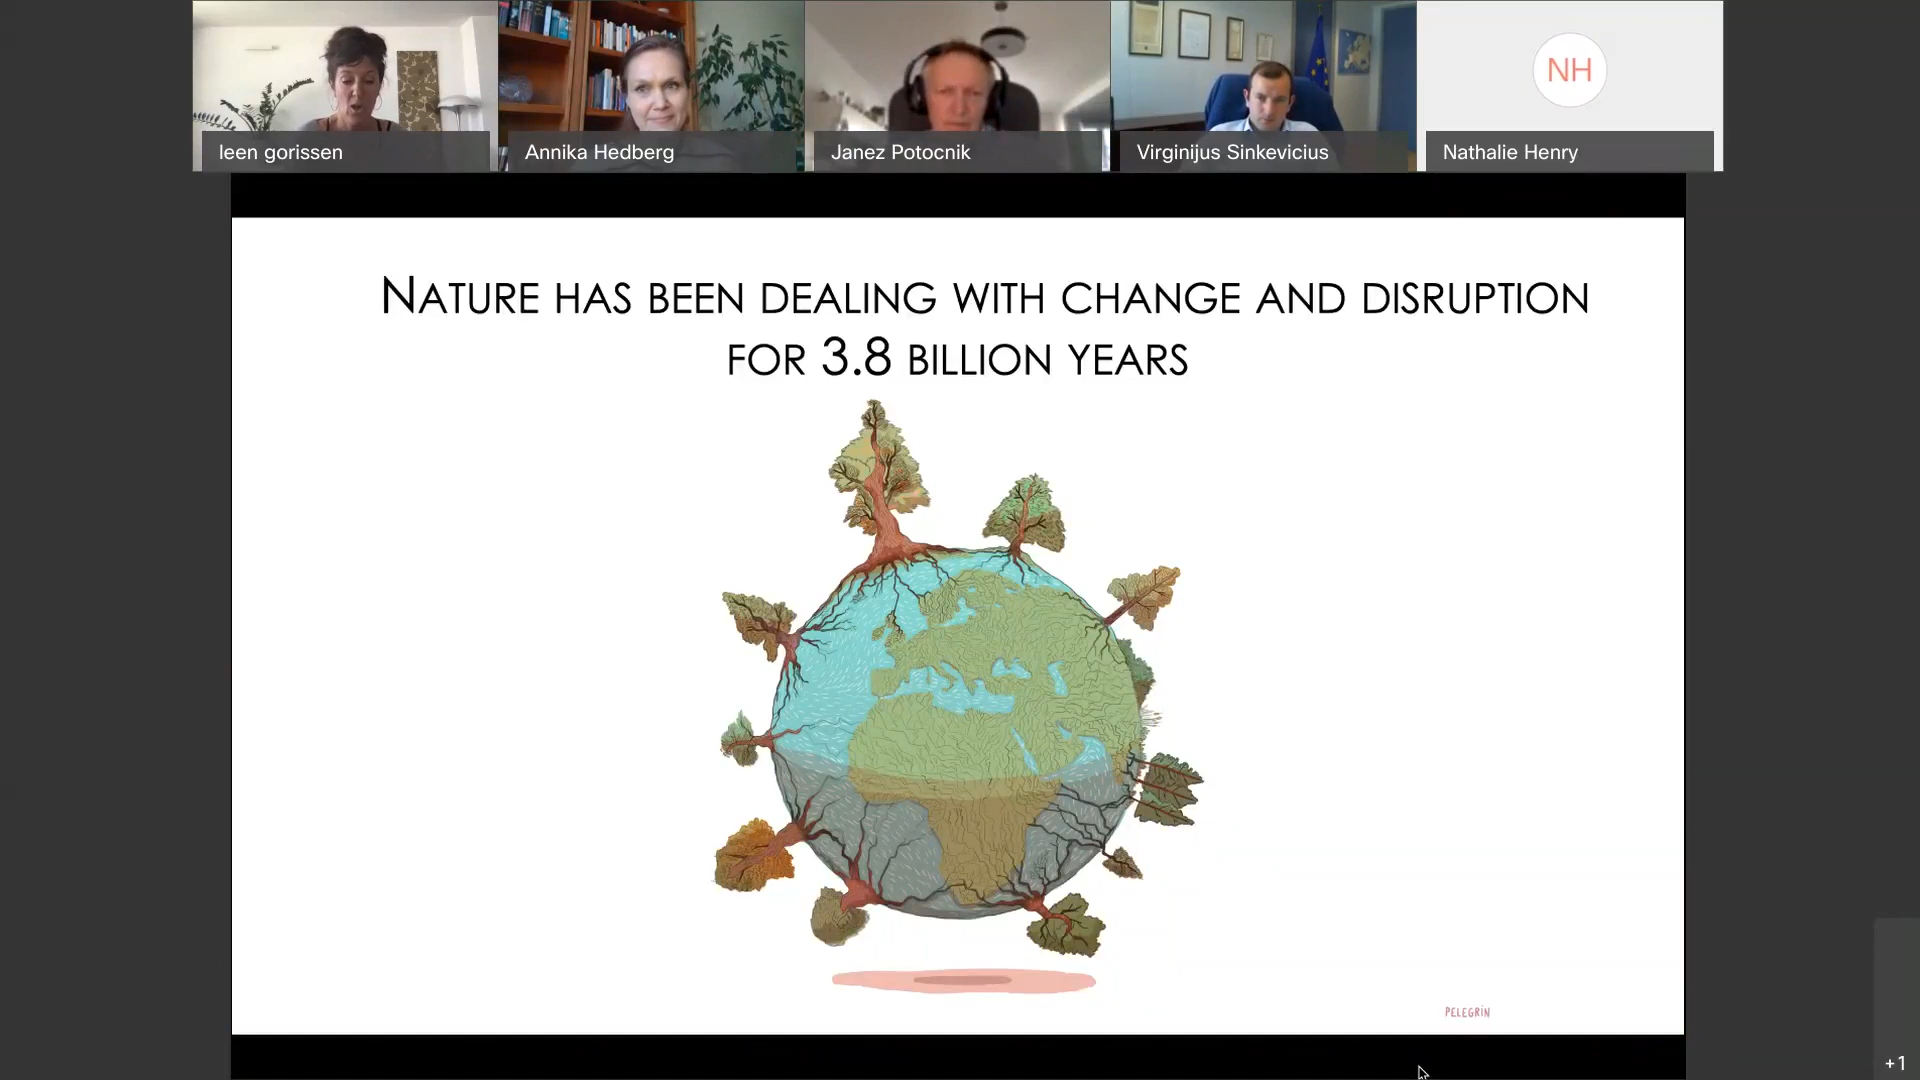 leen gorissen
Annika Hedberg
Janez Potocnik
Virginijus Sinkevicius
NH
Nathalie Henry
NATURE HAS BEEN DEALING WITH CHANGE AND DISRUPTION
FOR 3.8 BILLION YEARS
PELEGRÍN
+1